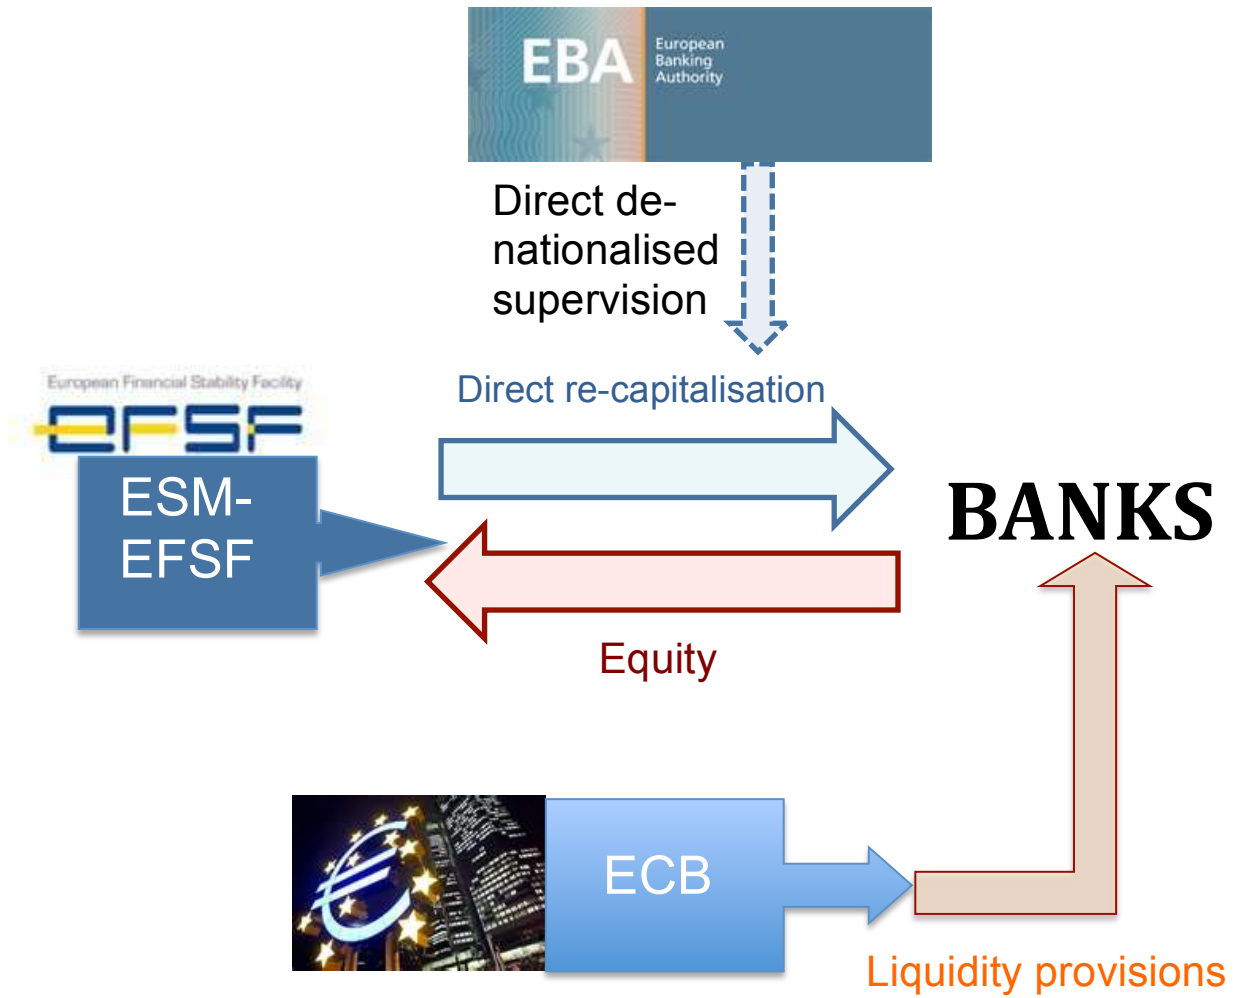 EBA
European
Banking
Authority
Direct de-
nationalised
supervision
European Financial Stability Facility
EFSF
Direct re-capitalisation
ESM-
EFSF
BANKS
Equity
ECB
Liquidity provisions